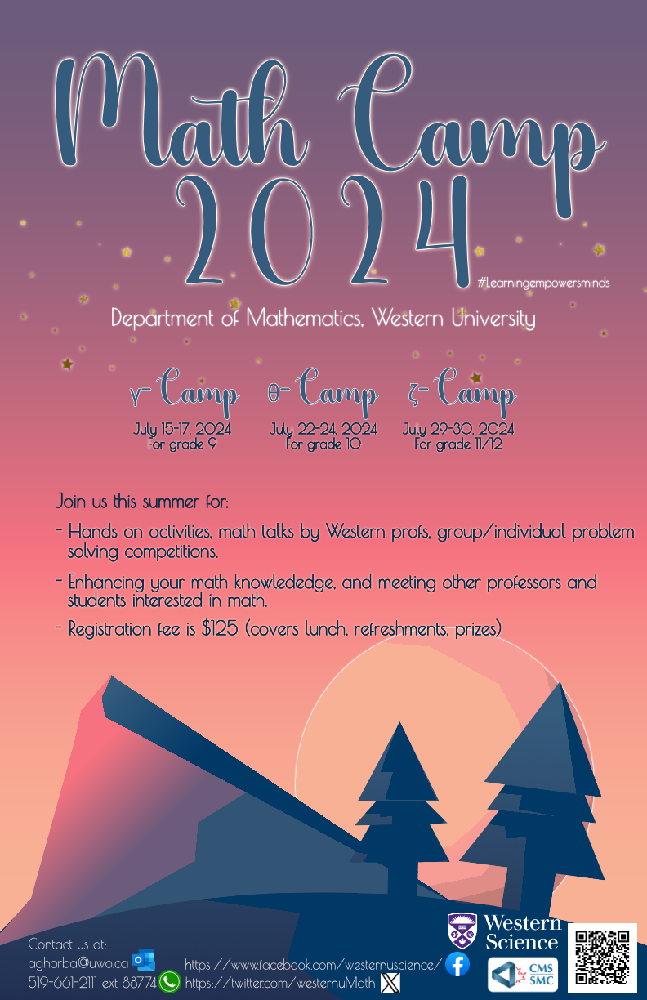 Math Camp
2024
#Learningempowersminds
Department of Mathematics, Western University
γ- Camp
July 15-17, 2024
For grade 9
θ- Camp
July 22-24, 2024
For grade 10
ζ- Camp
July 29-30, 2024
For grade 11/12
Join us this summer for:
- Hands on activities, math talks by Western profs, group/individual problem
solving competitions.
- Enhancing your math knowlededge, and meeting other professors and
students interested in math.
- Registration fee is $125 (covers lunch, refreshments, prizes)
Contact us at:
aghorba@uwo.ca
519-661-2111 ext 88774
https://www.facebook.com/westernuscience/
https://twitter.com/westernuMath
Western
Science
CMS
SMC